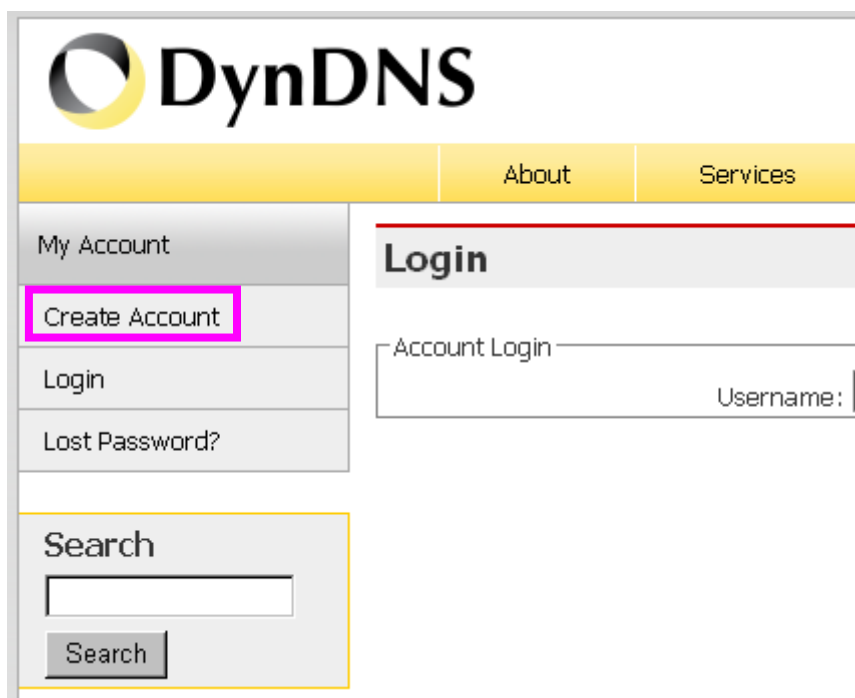 DynDNS
About Services
My Account
Create Account
Login
Lost Password?
Search
Search
Login
Account Login
Username: